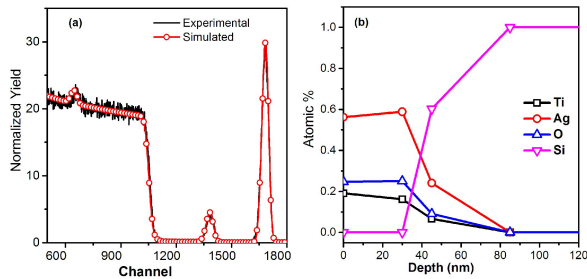 (a)
Experimental
Simulated
Normalized Yield
30
20
10
0
600 900 1200 1500 1800
Channel
(b)
Atomic %
1.0
0.8
0.6
0.4
0.2
0.0
Ti
Ag
O
Si
0 20 40 60 80 100 120
Depth (nm)